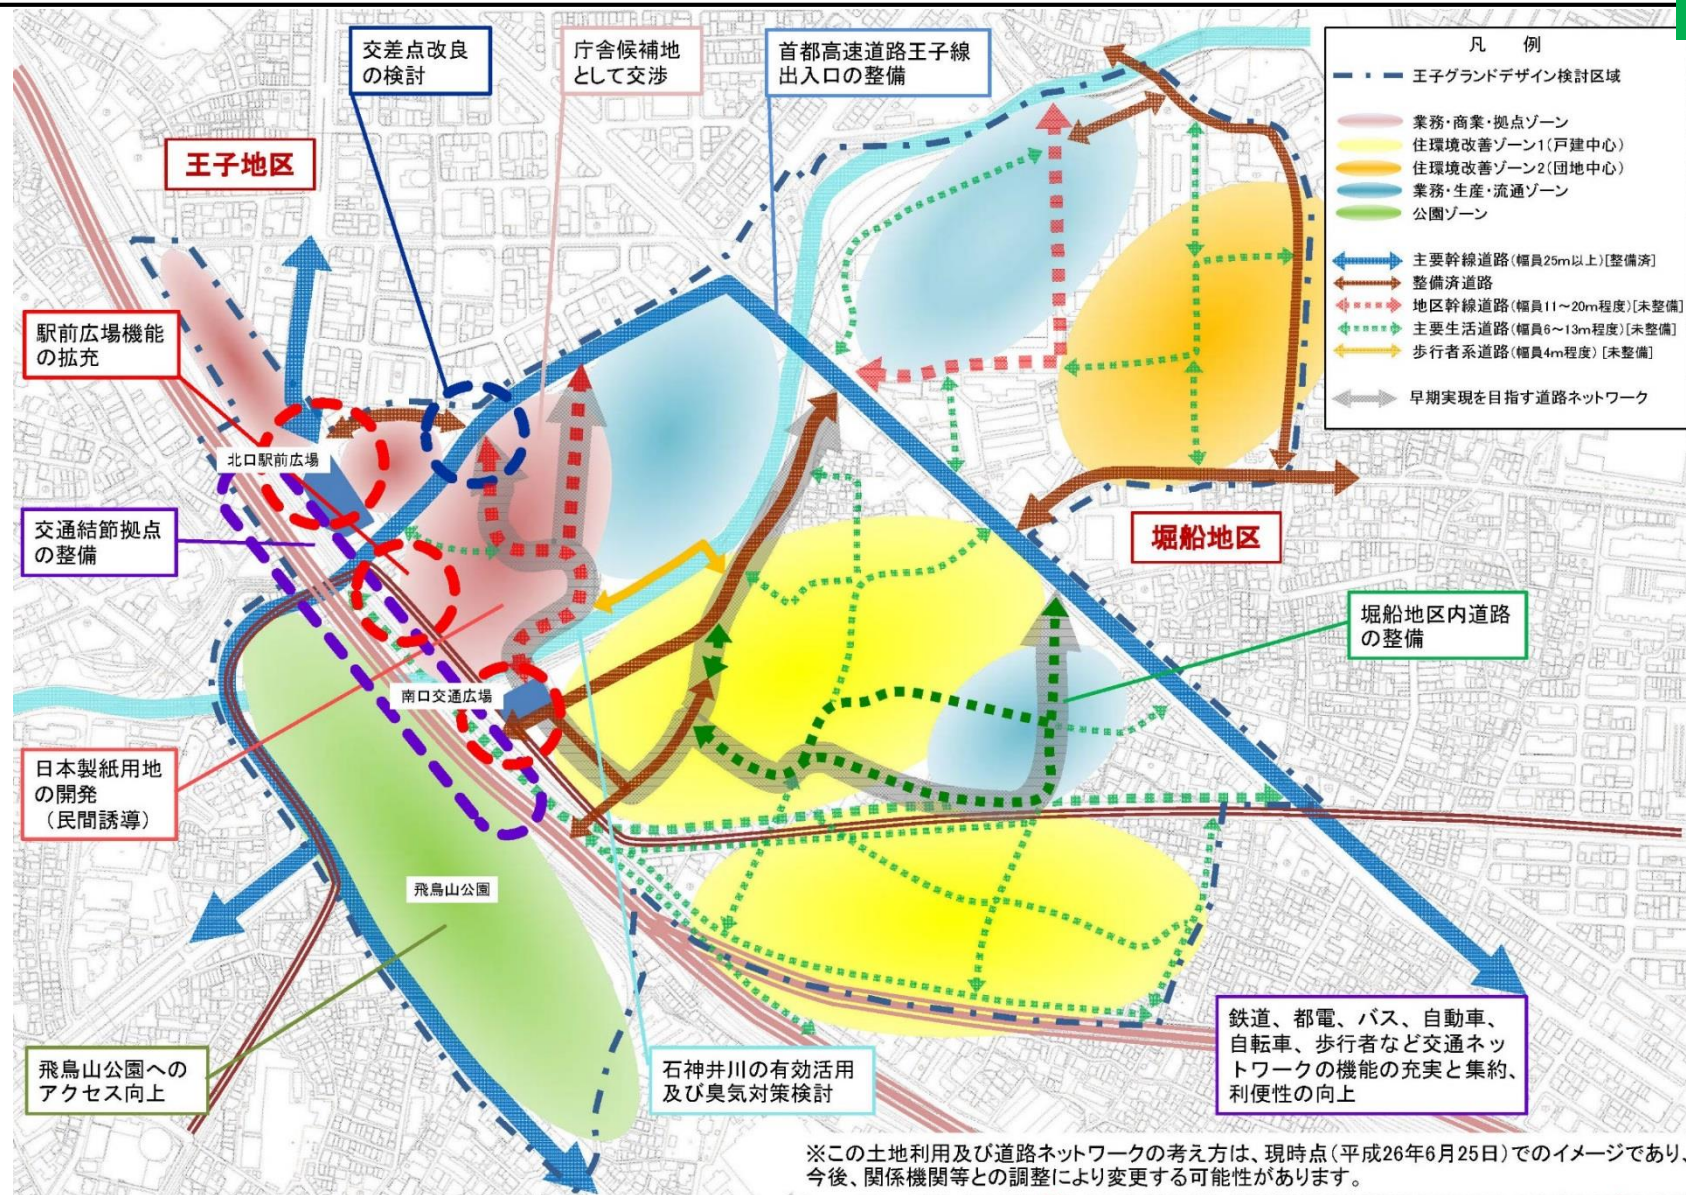 交差点改良
の検討
庁舎候補地
として交渉
首都高速道路王子線
出入口の整備
凡　例
王子グランドデザイン検討区域
業務・商業・拠点ゾーン
住環境改善ゾーン1(戸建中心)
住環境改善ゾーン2(団地中心)
業務・生産・流通ゾーン
公園ゾーン
主要幹線道路(幅員25m以上)[整備済]
整備済道路
地区幹線道路(幅員11～20m程度)[未整備]
主要生活道路(幅員6～13m程度)[未整備]
歩行者系道路(幅員4m程度) [未整備]
早期実現を目指す道路ネットワーク
王子地区
駅前広場機能
の拡充
北口駅前広場
交通結節拠点
の整備
堀船地区
堀船地区内道路
の整備
南口交通広場
日本製紙用地
の開発
（民間誘導）
飛鳥山公園
飛鳥山公園への
アクセス向上
石神井川の有効活用
及び臭気対策検討
鉄道、都電、バス、自動車、
自転車、歩行者など交通ネッ
トワークの機能の充実と集約、
利便性の向上
※この土地利用及び道路ネットワークの考え方は、現時点(平成26年6月25日)でのイメージであり、
今後、関係機関等との調整により変更する可能性があります。